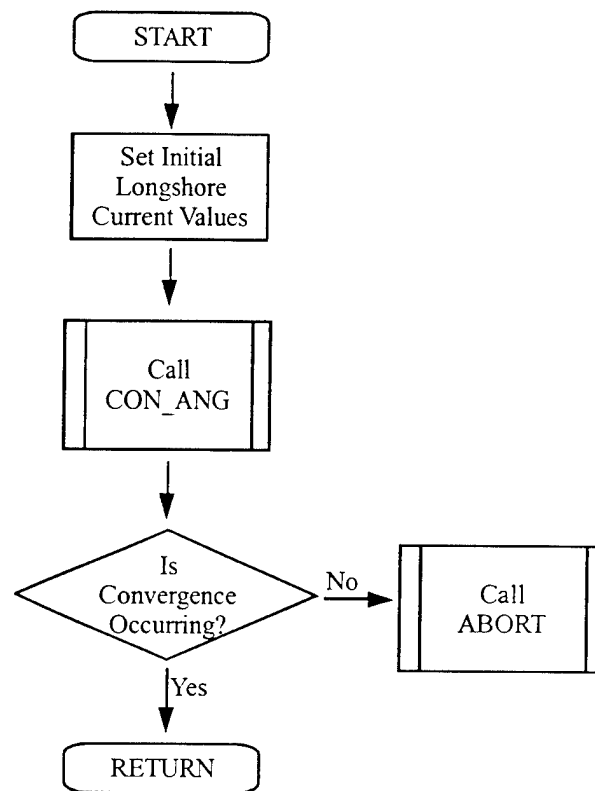 START
Set Initial
Longshore
Current Values
Call
CON_ANG
Is
Convergence
Occurring?
No
Call
ABORT
Yes
RETURN